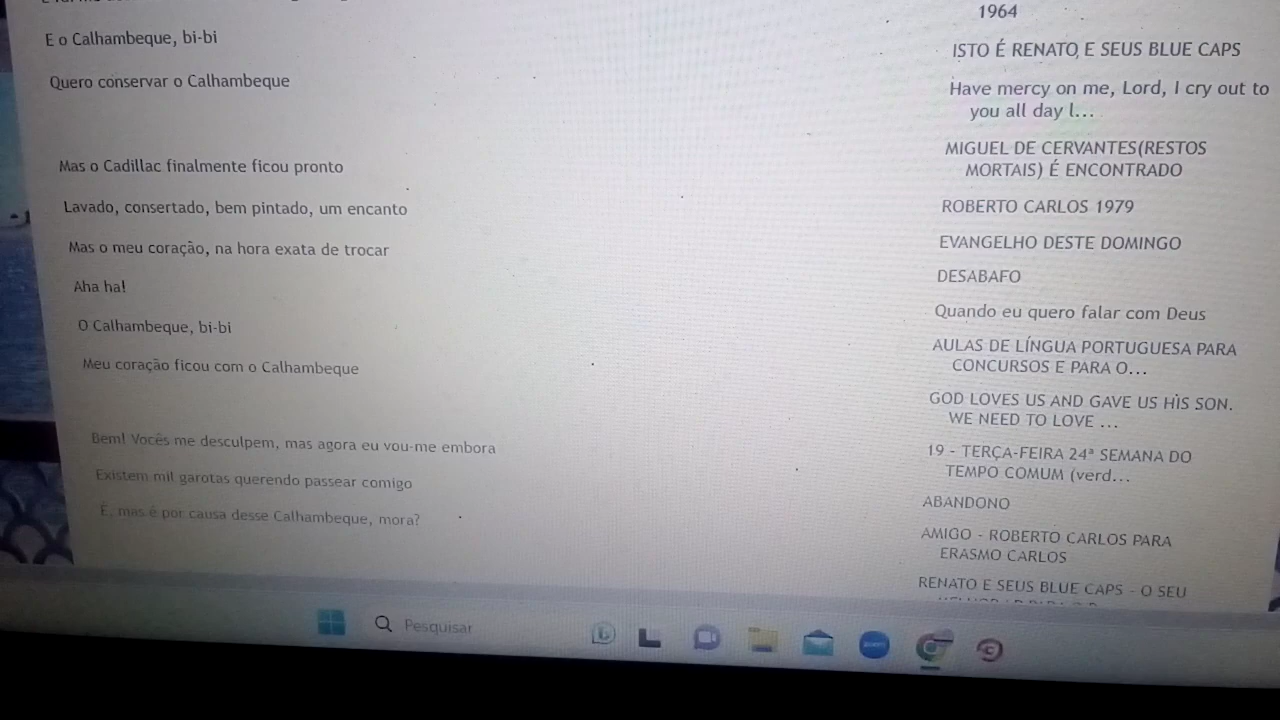 E o Calhambeque, bi-bi
Quero conservar o Calhambeque
Mas o Cadillac finalmente ficou pronto
Lavado, consertado, bem pintado, um encanto
Mas o meu coração, na hora exata de trocar
Aha ha!
O Calhambeque, bi-bi
Meu coração ficou com o Calhambeque
Bem! Vocês me desculpem, mas agora eu vou-me embora
Existem mil garotas querendo passear comigo
É, mas é por causa desse Calhambeque, mora?
1964
ISTO É RENATO E SEUS BLUE CAPS
Have mercy on me, Lord, I cry out to
you all day l...
MIGUEL DE CERVANTES(RESTOS
MORTAIS) É ENCONTRADO
ROBERTO CARLOS 1979
EVANGELHO DESTE DOMINGO
DESABAFO
Quando eu quero falar com Deus
AULAS DE LÍNGUA PORTUGUESA PARA
CONCURSOS E PARA O...
GOD LOVES US AND GAVE US HIS SON.
WE NEED TO LOVE ...
19 - TERÇA-FEIRA 24ª SEMANA DO
TEMPO COMUM (verd...
ABANDONO
AMIGO - ROBERTO CARLOS PARA
ERASMO CARLOS
RENATO E SEUS BLUE CAPS - O SEU
Pesquisar
zoom